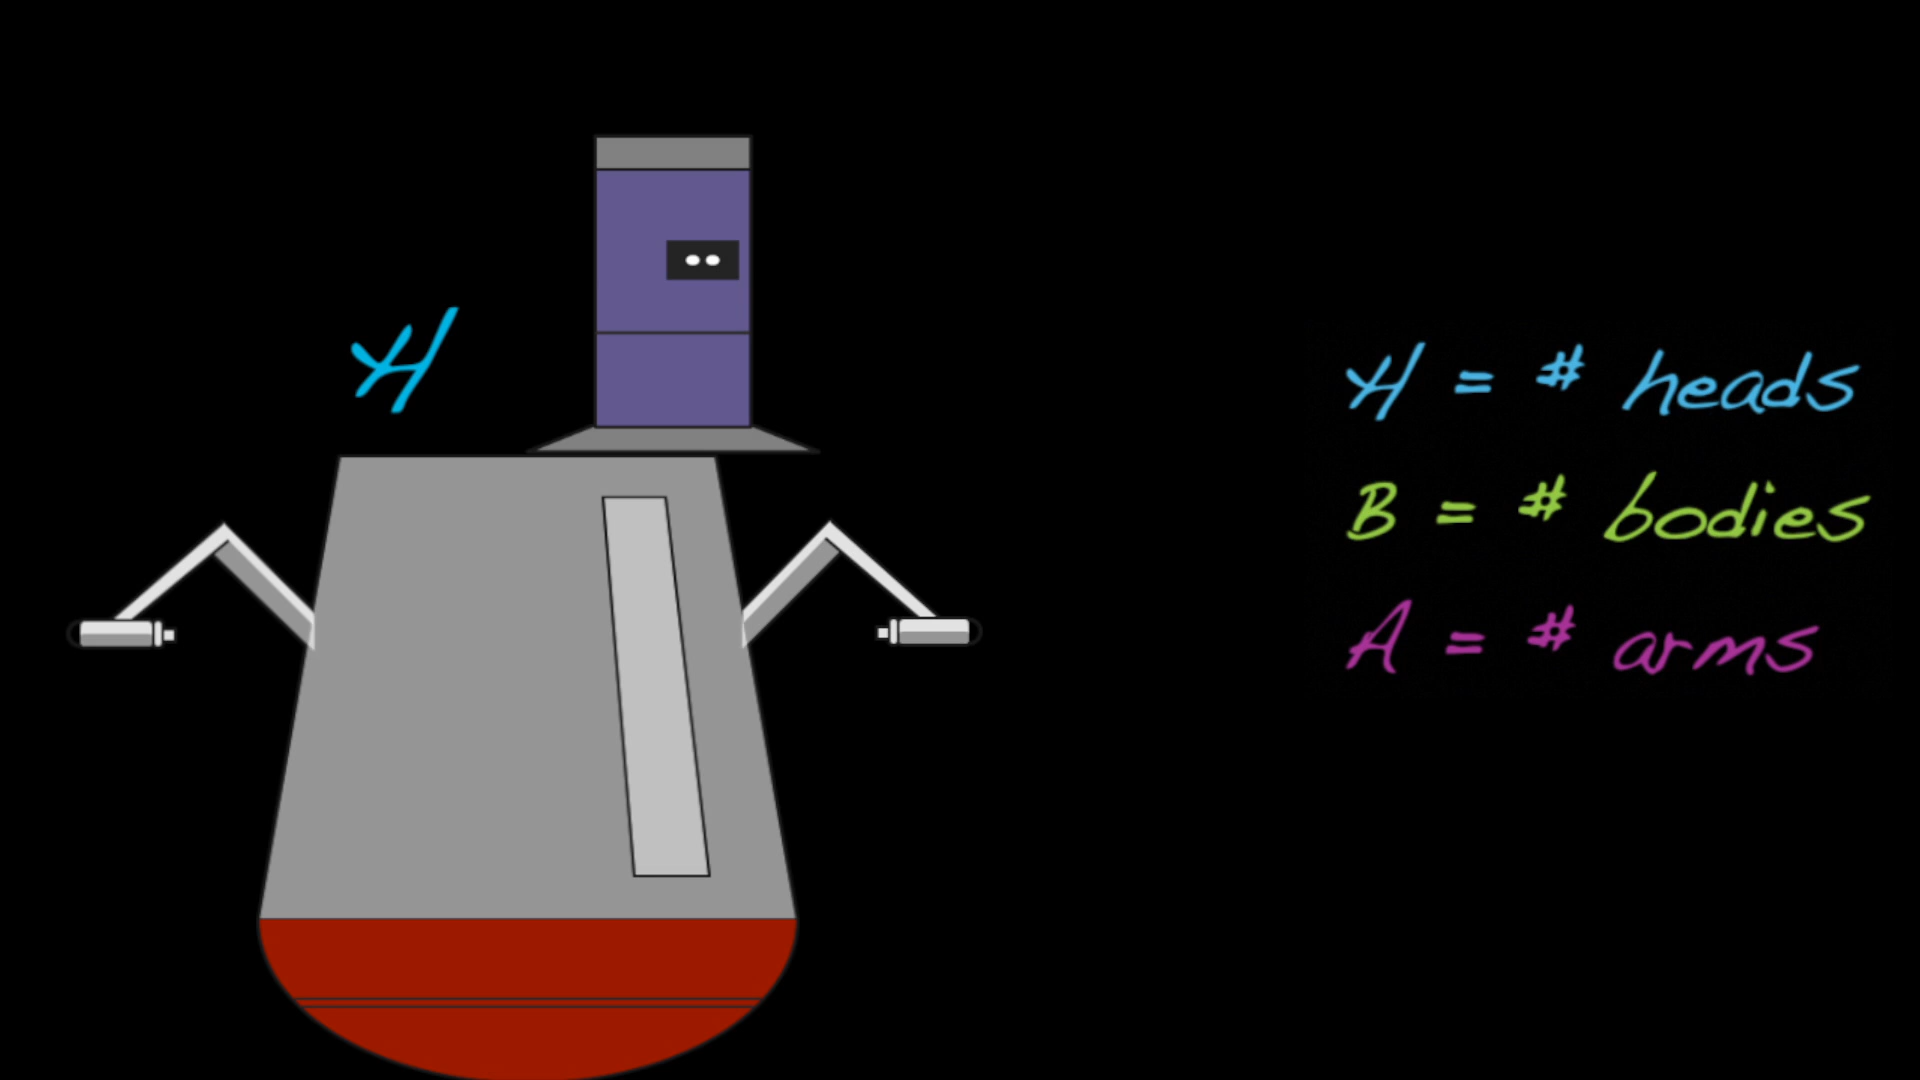 H
H = # heads
B = # bodies
A = # arms